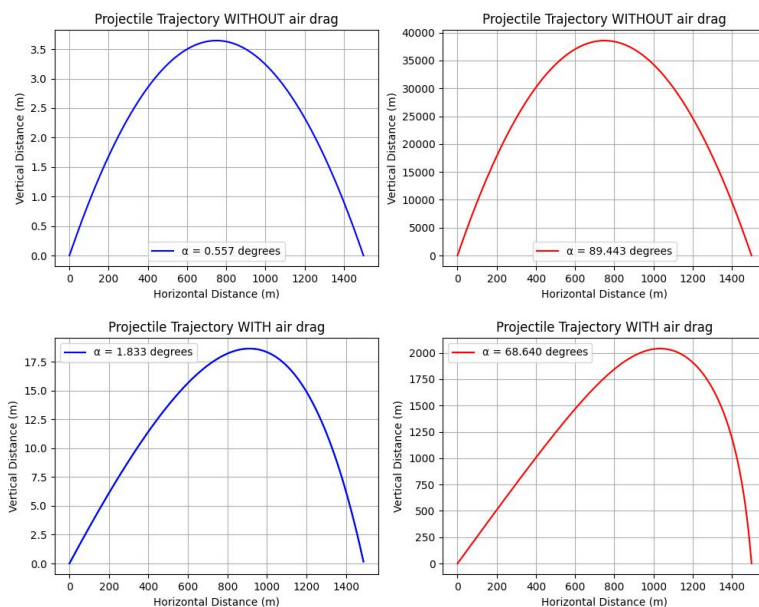 Projectile Trajectory WITHOUT air drag
Vertical Distance (m)
3.5
3.0
2.5
2.0
1.5
1.0
0.5
0.0
α = 0.557 degrees
0 200 400 600 800 1000 1200 1400
Horizontal Distance (m)
Projectile Trajectory WITHOUT air drag
Vertical Distance (m)
40000
35000
30000
25000
20000
15000
10000
5000
0
α = 89.443 degrees
0 200 400 600 800 1000 1200 1400
Horizontal Distance (m)
Projectile Trajectory WITH air drag
α = 1.833 degrees
Vertical Distance (m)
17.5
15.0
12.5
10.0
7.5
5.0
2.5
0.0
0 200 400 600 800 1000 1200 1400
Horizontal Distance (m)
Projectile Trajectory WITH air drag
α = 68.640 degrees
Vertical Distance (m)
2000
1750
1500
1250
1000
750
500
250
0
0 200 400 600 800 1000 1200 1400
Horizontal Distance (m)